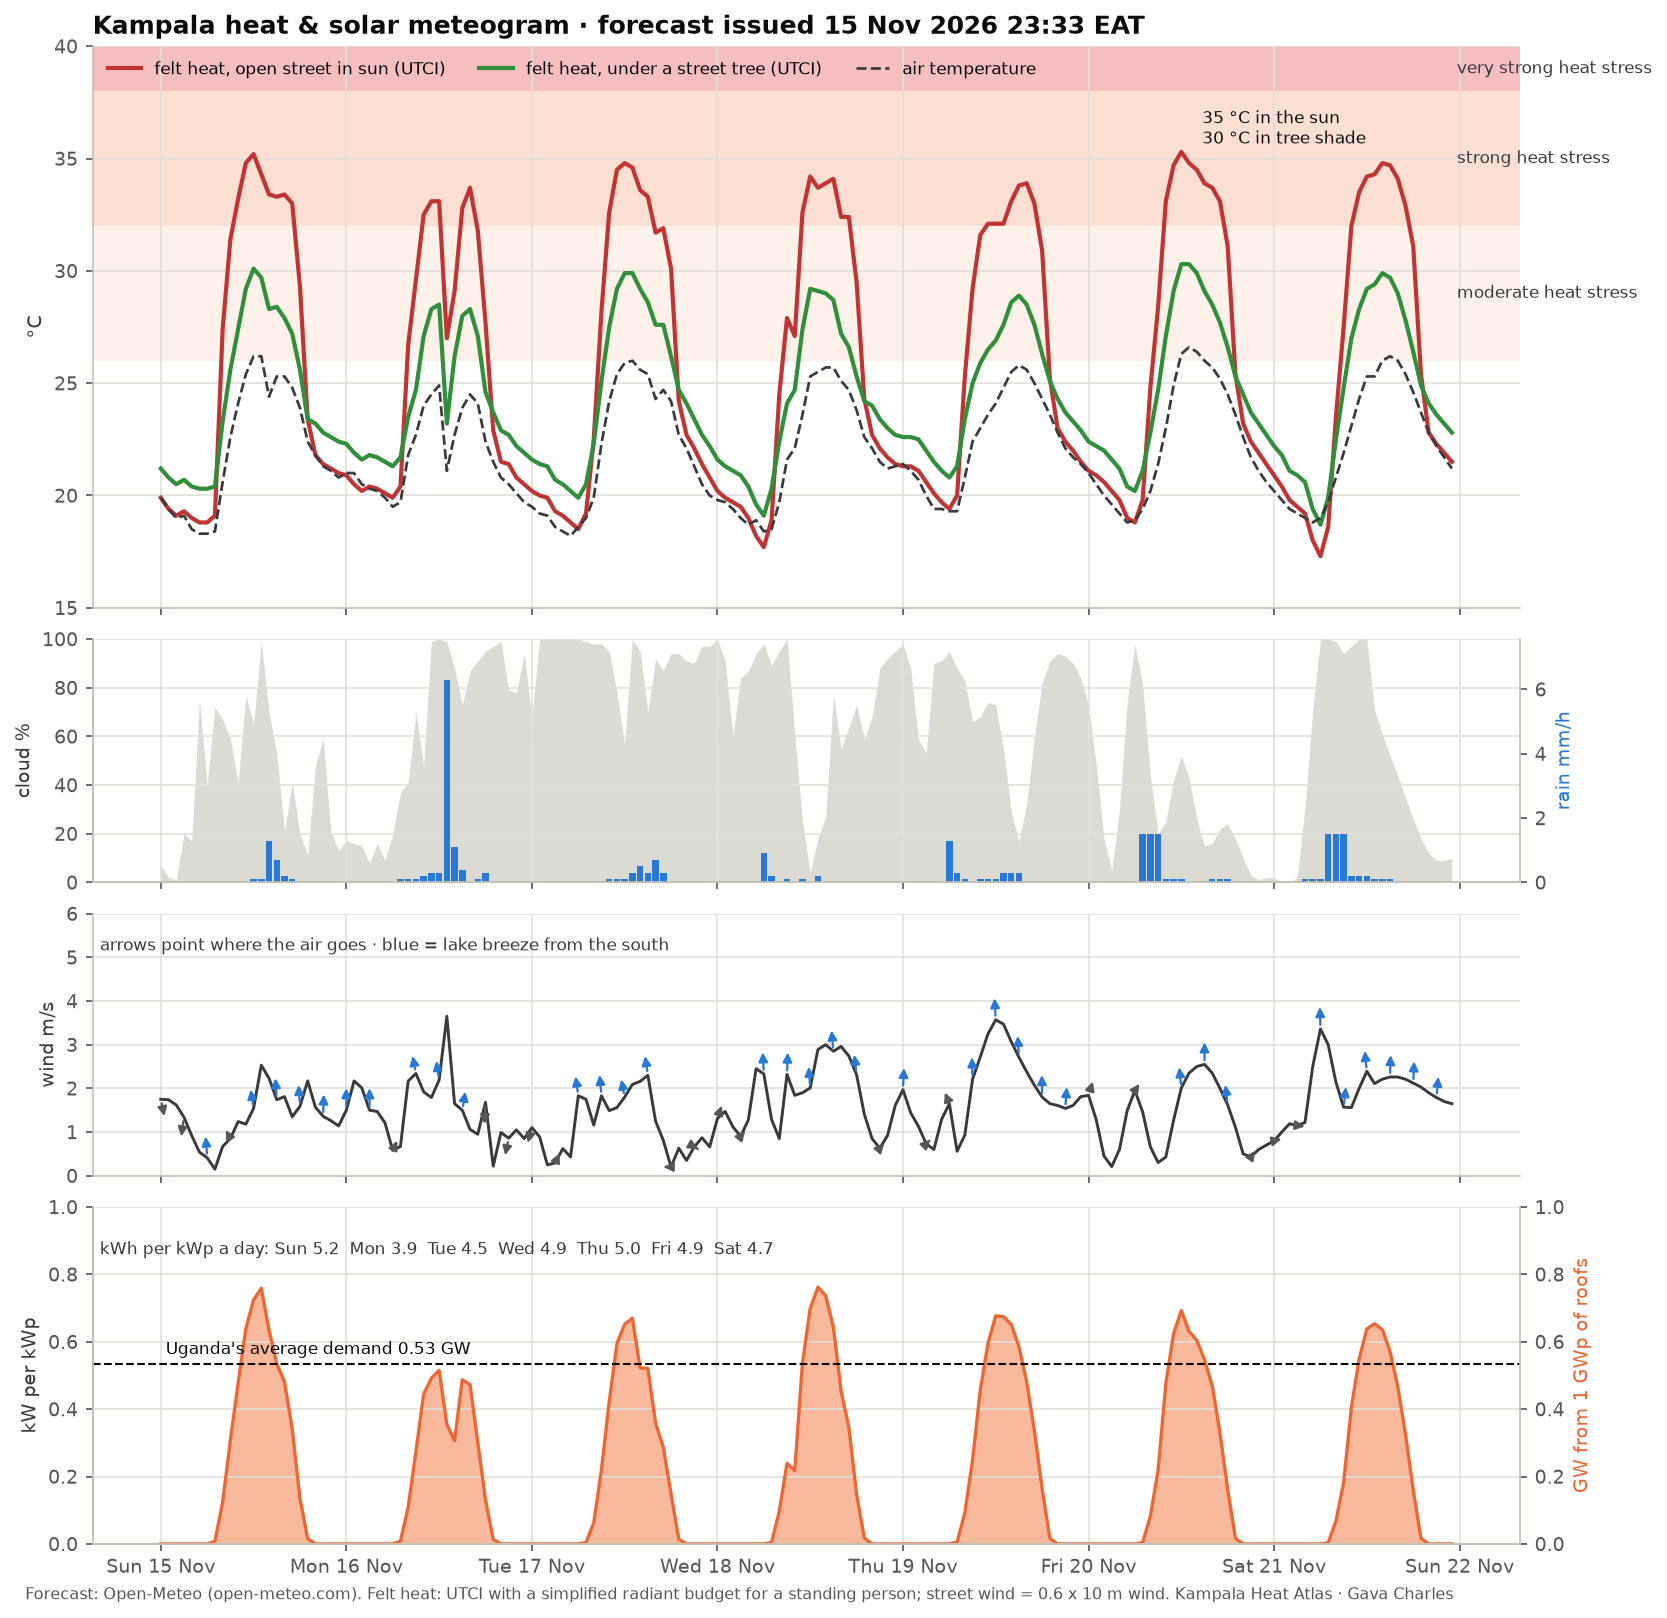 Kampala heat & solar meteogram · forecast issued 15 Nov 2026 23:33 EAT
felt heat, open street in sun (UTCI)
felt heat, under a street tree (UTCI)
air temperature
very strong heat stress
35 °C in the sun
30 °C in tree shade
strong heat stress
moderate heat stress
°C
40
35
30
25
20
15
cloud %
100
80
60
40
20
0
rain mm/h
6
4
2
0
arrows point where the air goes · blue = lake breeze from the south
wind m/s
6
5
4
3
2
1
0
kWh per kWp a day: Sun 5.2 Mon 3.9 Tue 4.5 Wed 4.9 Thu 5.0 Fri 4.9 Sat 4.7
Uganda's average demand 0.53 GW
kW per kWp
1.0
0.8
0.6
0.4
0.2
0.0
GW from 1 GWp of roofs
1.0
0.8
0.6
0.4
0.2
0.0
Sun 15 Nov
Mon 16 Nov
Tue 17 Nov
Wed 18 Nov
Thu 19 Nov
Fri 20 Nov
Sat 21 Nov
Sun 22 Nov
Forecast: Open-Meteo (open-meteo.com). Felt heat: UTCI with a simplified radiant budget for a standing person; street wind = 0.6 x 10 m wind. Kampala Heat Atlas · Gava Charles